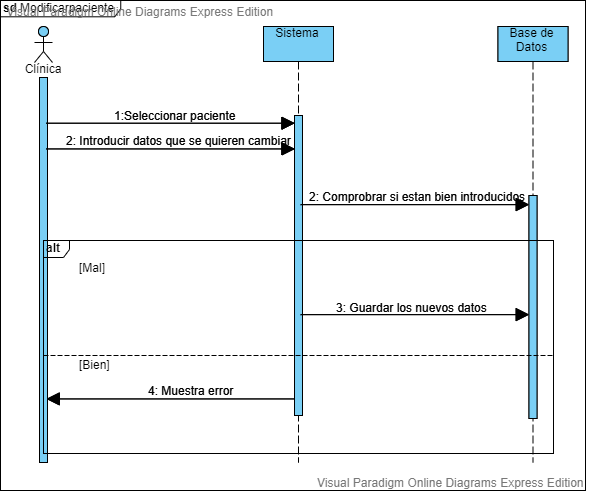 sd Modificarpaciente
Visual Paradigm Online Diagrams Express Edition
Clínica
Sistema
Base de
Datos
1:Seleccionar paciente
2: Introducir datos que se quieren cambiar
2: Comprobrar si estan bien introducidos
alt
[Mal]
3: Guardar los nuevos datos
[Bien]
4: Muestra error
Visual Paradigm Online Diagrams Express Edition